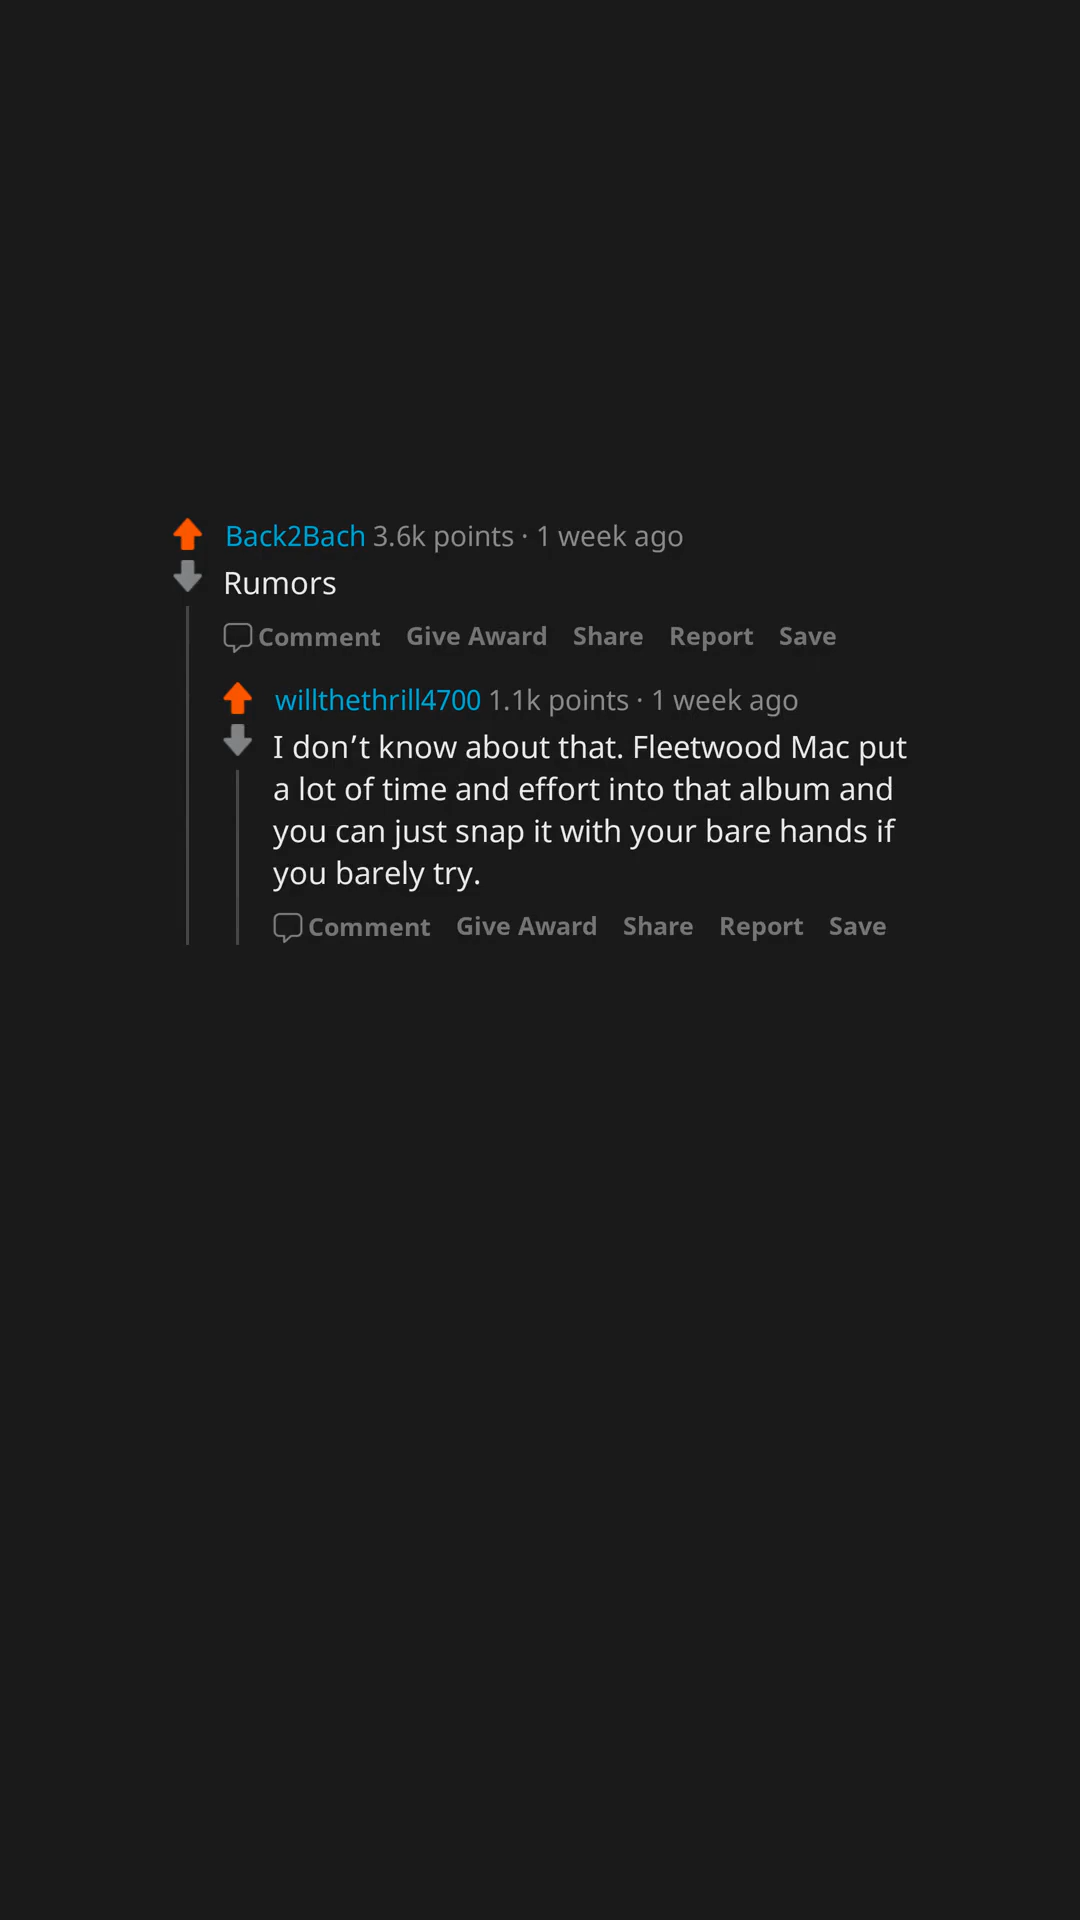 Back2Bach 3.6k points · 1 week ago
Rumors
Comment Give Award Share Report Save
willthethrill4700 1.1k points · 1 week ago
I don’t know about that. Fleetwood Mac put
a lot of time and effort into that album and
you can just snap it with your bare hands if
you barely try.
Comment Give Award Share Report Save